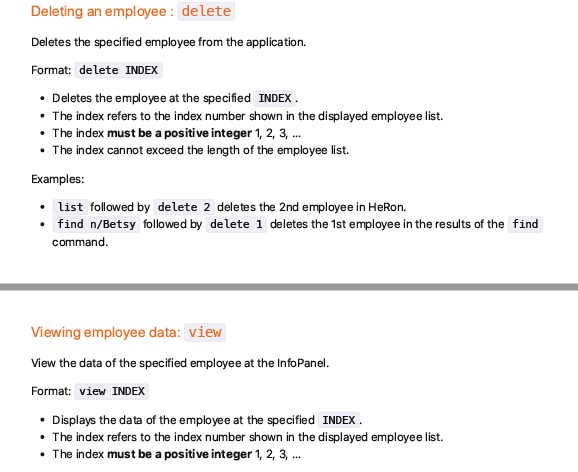 Deleting an employee : delete
Deletes the specified employee from the application.
Format: delete INDEX
• Deletes the employee at the specified INDEX .
• The index refers to the index number shown in the displayed employee list.
• The index must be a positive integer 1, 2, 3, …
• The index cannot exceed the length of the employee list.
Examples:
• list followed by delete 2 deletes the 2nd employee in HeRon.
• find n/Betsy followed by delete 1 deletes the 1st employee in the results of the find
command.
Viewing employee data: view
View the data of the specified employee at the InfoPanel.
Format: view INDEX
• Displays the data of the employee at the specified INDEX .
• The index refers to the index number shown in the displayed employee list.
• The index must be a positive integer 1, 2, 3, …